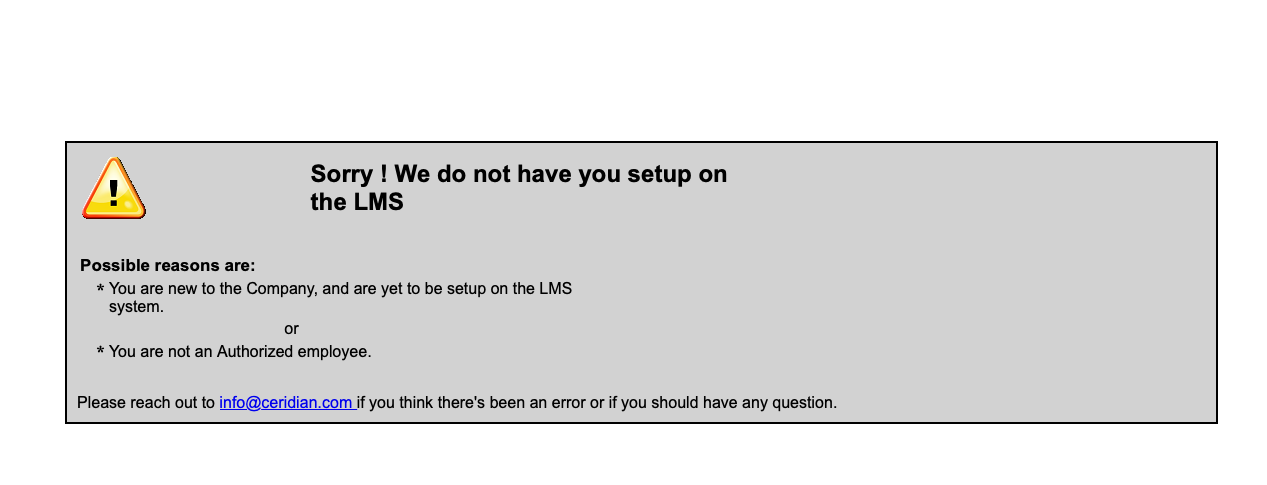 Sorry ! We do not have you setup on
the LMS
Possible reasons are:
* You are new to the Company, and are yet to be setup on the LMS
system.
or
* You are not an Authorized employee.
Please reach out to info@ceridian.com if you think there's been an error or if you should have any question.